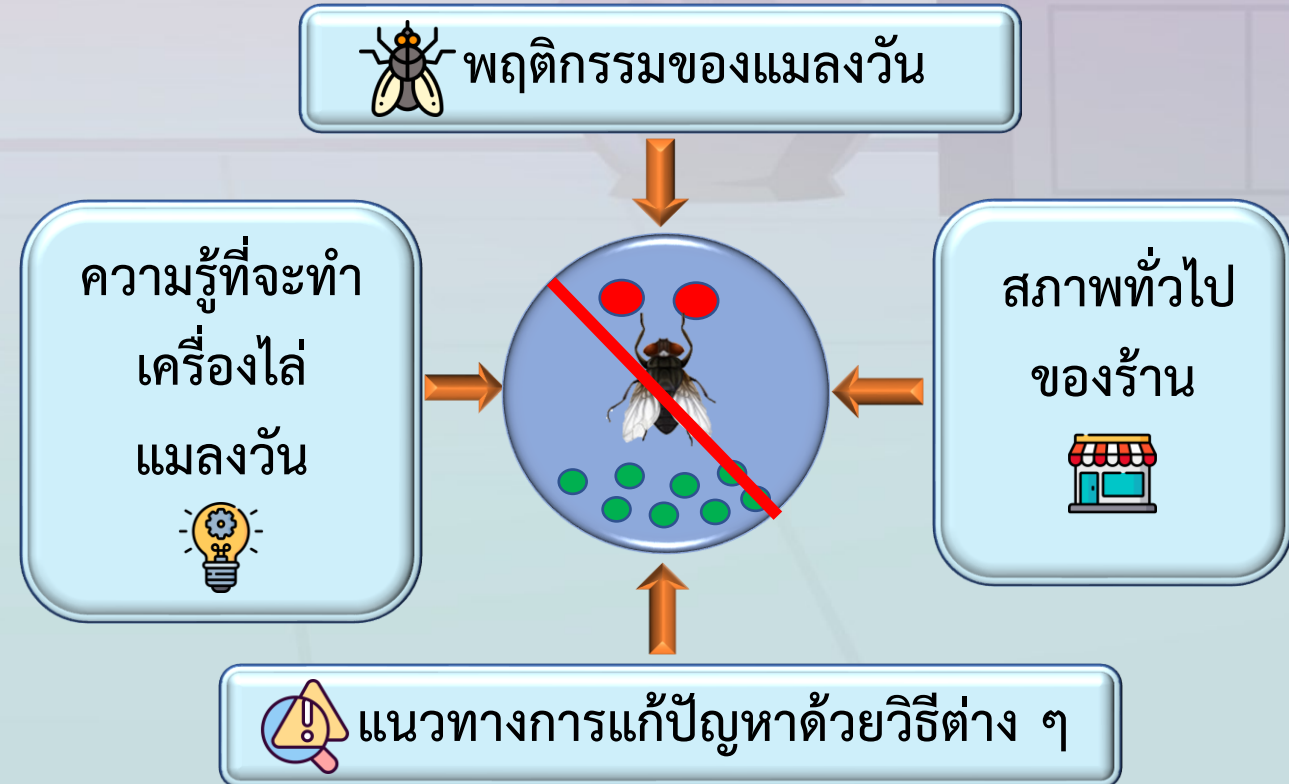 พฤติกรรมของแมลงวัน
ความรู้ที่จะทำ
เครื่องไล่
แมลงวัน
สภาพทั่วไป
ของร้าน
แนวทางการแก้ปัญหาด้วยวิธีต่าง ๆ